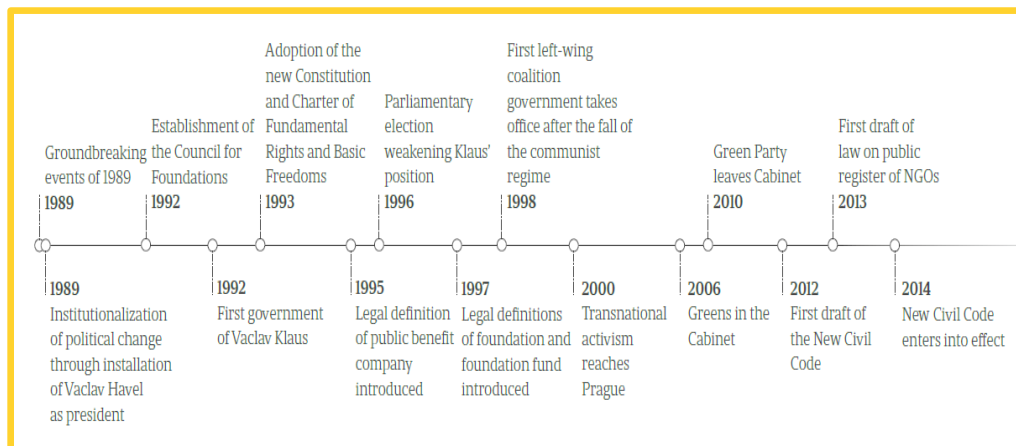 Groundbreaking
events of 1989
1989
Establishment of
the Council for
Foundations
1992
Adoption of the
new Constitution
and Charter of
Fundamental
Rights and Basic
Freedoms
1993
Parliamentary
election
weakening Klaus'
position
1996
First left-wing
coalition
government takes
office after the fall of
the communist
regime
1998
Green Party
leaves Cabinet
2010
First draft of
law on public
register of NGOs
2013
1989
Institutionalization
of political change
through installation
of Vaclav Havel
as president
1992
First government
of Vaclav Klaus
1995
Legal definition
of public benefit
company
introduced
1997
Legal definitions
of foundation and
foundation fund
introduced
2000
Transnational
activism
reaches
Prague
2006
Greens in the
Cabinet
2012
First draft of
the New Civil
Code
2014
New Civil Code
enters into effect